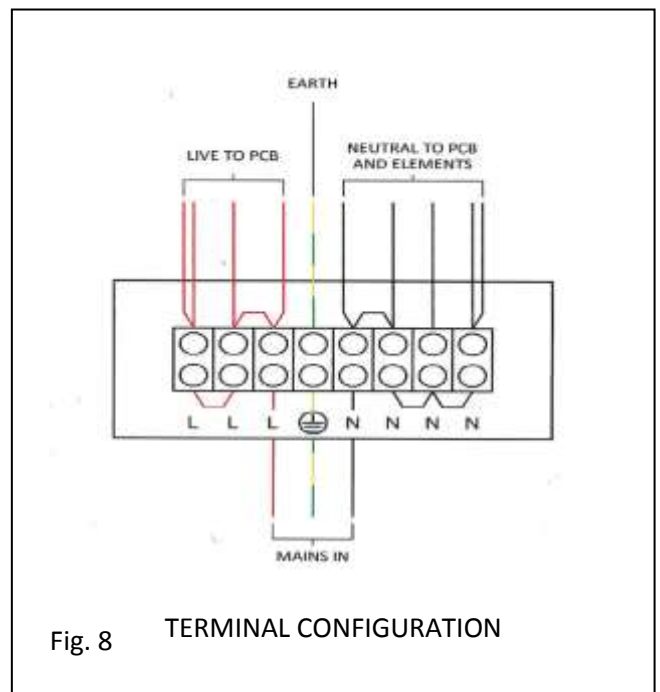 EARTH
LIVE TO PCB
NEUTRAL TO PCB
AND ELEMENTS
L L L N N N N
MAINS IN
Fig. 8 TERMINAL CONFIGURATION